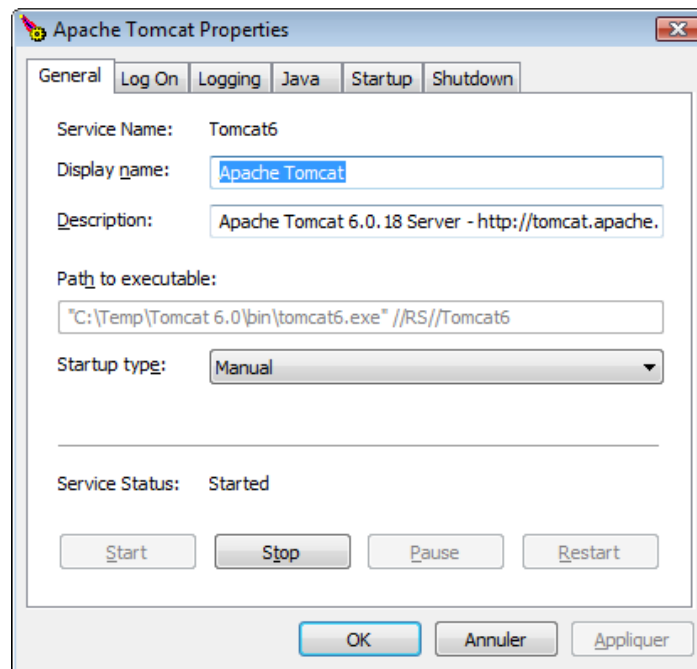 Apache Tomcat Properties
General Log On Logging Java Startup Shutdown
Service Name: Tomcat6
Display name: Apache Tomcat
Description: Apache Tomcat 6.0.18 Server - http://tomcat.apache.
Path to executable:
"C:\Temp\Tomcat 6.0\bin\tomcat6.exe" //RS//Tomcat6
Startup type: Manual
Service Status: Started
Start Stop Pause Restart
OK Annuler Appliquer